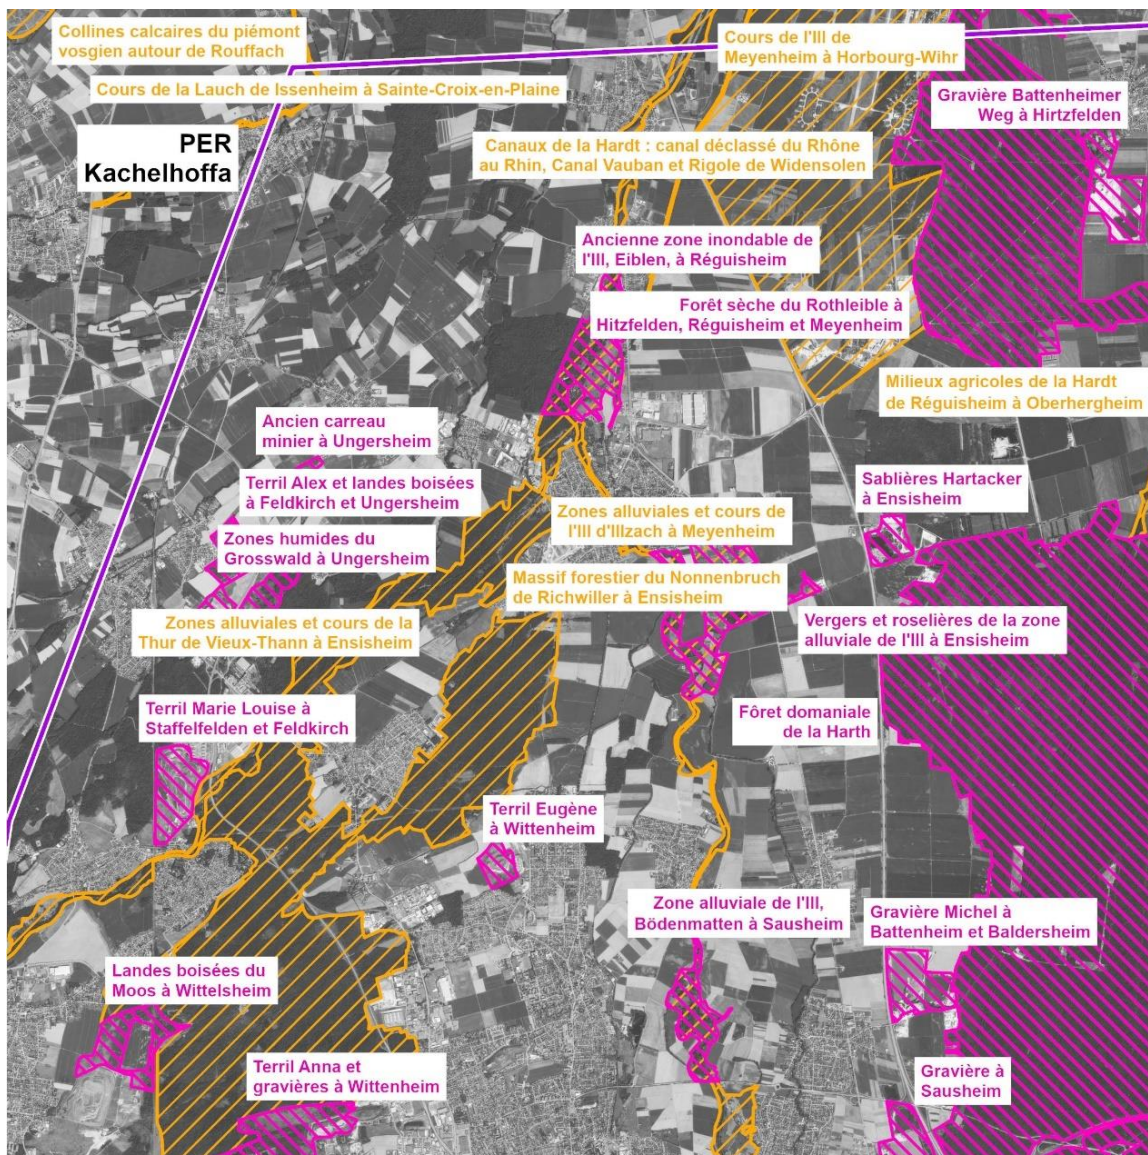 Collines calcaires du piémont
vosgien autour de Rouffach
Cours de l'Ill de
Meyenheim à Horbourg-Wihr
Cours de la Lauch de Issenheim à Sainte-Croix-en-Plaine
Gravière Battenheimer
Weg à Hirtzfelden
PER
Kachelhoffa
Canaux de la Hardt : canal déclassé du Rhône
au Rhin, Canal Vauban et Rigole de Widensolen
Ancienne zone inondable de
l'Ill, Eiblen, à Réguisheim
Forêt sèche du Rothleible à
Hitzfelden, Réguisheim et Meyenheim
Milieux agricoles de la Hardt
de Réguisheim à Oberhergheim
Ancien carreau
minier à Ungersheim
Terril Alex et landes boisées
à Feldkirch et Ungersheim
Sablières Hartacker
à Ensisheim
Zones alluviales et cours de
l'Ill d'Illzach à Meyenheim
Zones humides du
Grosswald à Ungersheim
Massif forestier du Nonnenbruch
de Richwiller à Ensisheim
Zones alluviales et cours de la
Thur de Vieux-Thann à Ensisheim
Vergers et roselières de la zone
alluviale de l'Ill à Ensisheim
Terril Marie Louise à
Staffelfelden et Feldkirch
Fôret domaniale
de la Harth
Terril Eugène
à Wittenheim
Zone alluviale de l'Ill,
Bödenmatten à Sausheim
Gravière Michel à
Battenheim et Baldersheim
Landes boisées du
Moos à Wittelsheim
Terril Anna et
gravières à Wittenheim
Gravière à
Sausheim